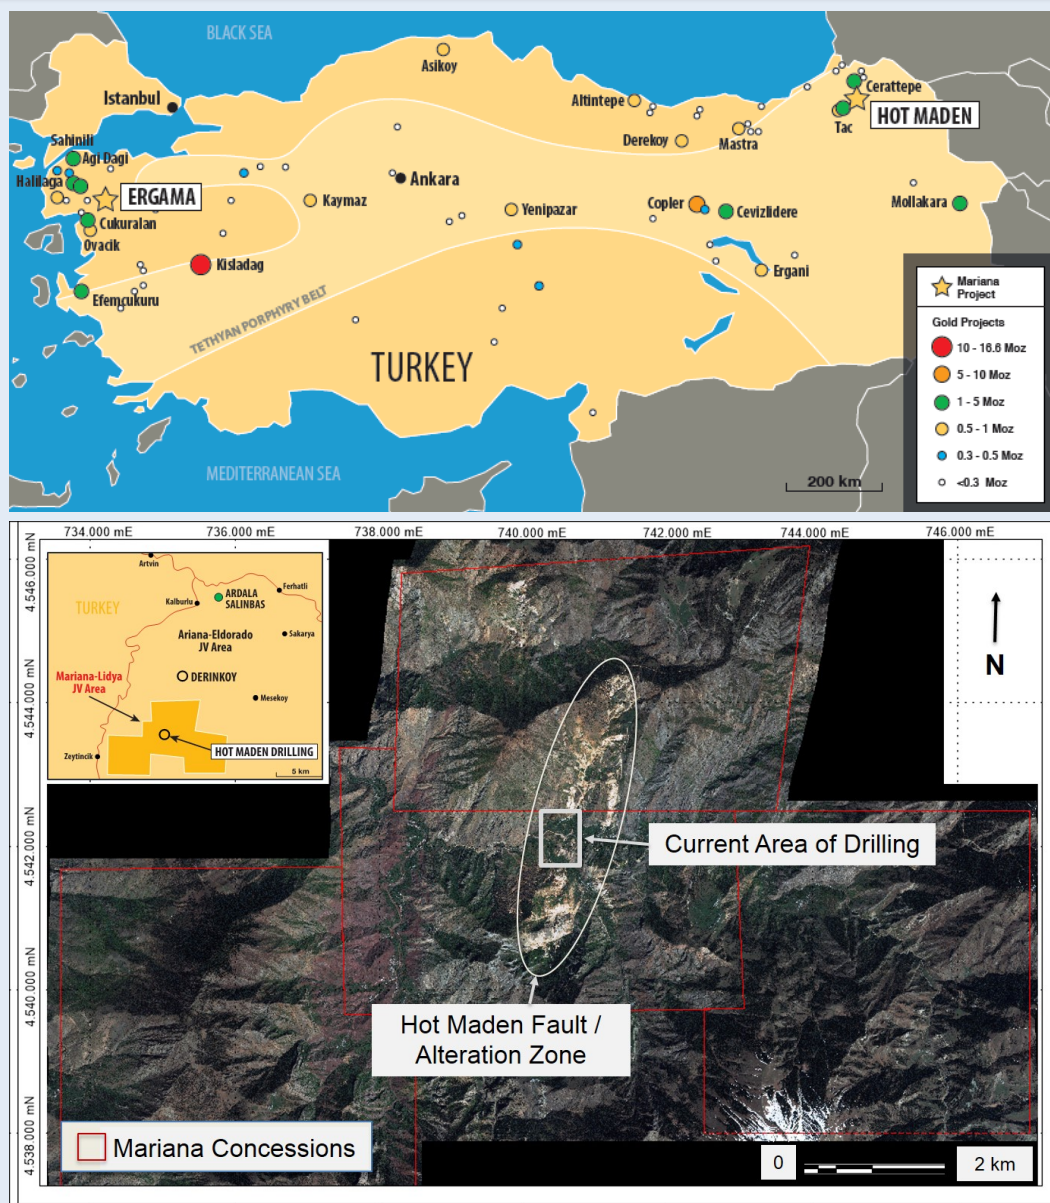 BLACK SEA
Asikoy
Istanbul
Altintepe
Cerattepe
HOT MADEN
Tac
Derekoy
Mastra
Sahinili
Agi Dagi
Halilaga
ERGAMA
Ankara
Kaymaz
Yenipazar
Copler
Cevizlidere
Mollakara
Cukuralan
Ovacik
Kisladag
Ergani
Efemcukuru
TETHYAN PORPHYRY BELT
TURKEY
MEDITERRANEAN SEA
200 km
Mariana
Project
Gold Projects
10 - 16.6 Moz
5 - 10 Moz
1 - 5 Moz
0.5 - 1 Moz
0.3 - 0.5 Moz
<0.3 Moz
734.000 mE
736.000 mE
738.000 mE
740.000 mE
742.000 mE
744.000 mE
746.000 mE
4.546.000 mN
4.544.000 mN
4.542.000 mN
4.540.000 mN
4.538.000 mN
Artvin
TURKEY
Kalburlu
ARDALA
SALINBAS
Ferhatli
Ariana-Eldorado
JV Area
Sakarya
Mariana-Lidya
JV Area
DERINKOY
Mesekoy
HOT MADEN DRILLING
Zeytincik
5 km
N
Current Area of Drilling
Hot Maden Fault /
Alteration Zone
Mariana Concessions
0
2 km